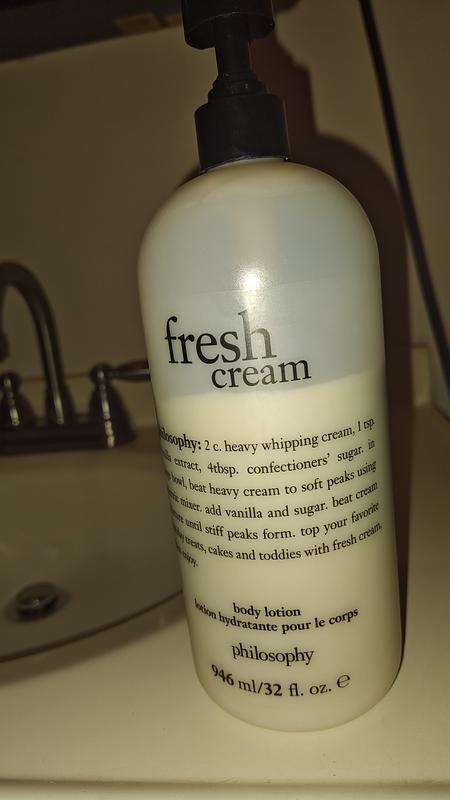 fresh
cream
philosophy: 2 c. heavy whipping cream, 1 tsp.
extract, 4tbsp. confectioners' sugar. in
bowl, beat heavy cream to soft peaks using
mixer. add vanilla and sugar. beat cream
until stiff peaks form. top your favorite
treats, cakes and toddies with fresh cream,
enjoy.
body lotion
lotion hydratante pour le corps
philosophy
946 ml/32 fl. oz. ℮